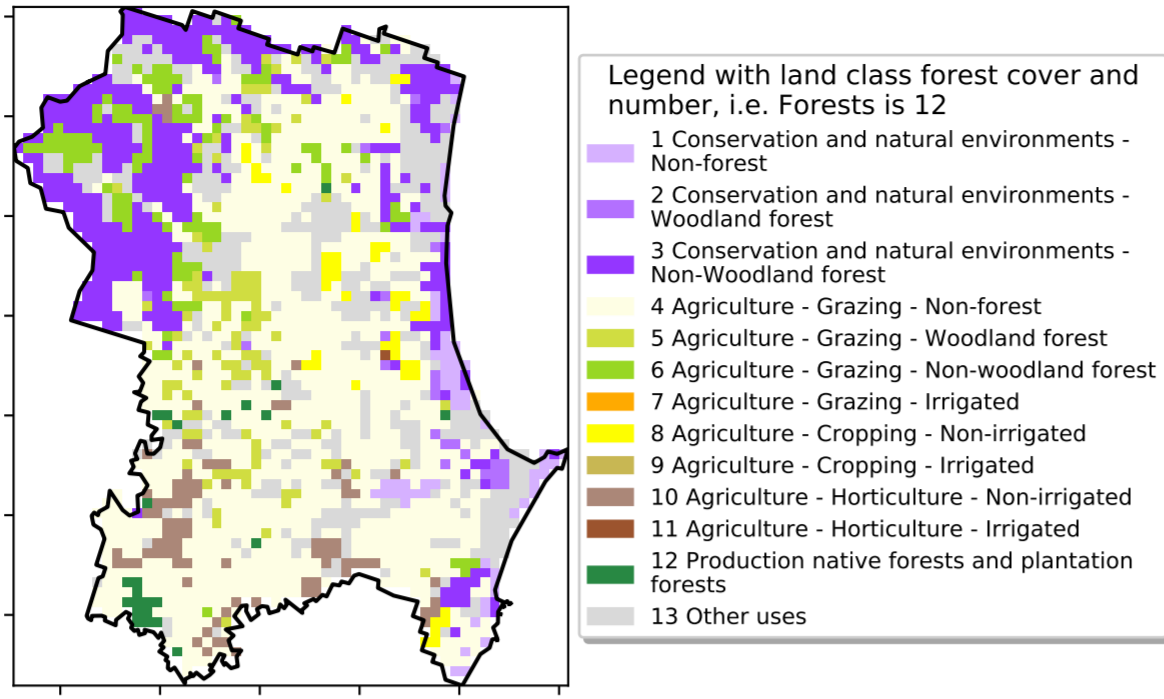 Legend with land class forest cover and
number, i.e. Forests is 12
1 Conservation and natural environments -
Non-forest
2 Conservation and natural environments -
Woodland forest
3 Conservation and natural environments -
Non-Woodland forest
4 Agriculture - Grazing - Non-forest
5 Agriculture - Grazing - Woodland forest
6 Agriculture - Grazing - Non-woodland forest
7 Agriculture - Grazing - Irrigated
8 Agriculture - Cropping - Non-irrigated
9 Agriculture - Cropping - Irrigated
10 Agriculture - Horticulture - Non-irrigated
11 Agriculture - Horticulture - Irrigated
12 Production native forests and plantation
forests
13 Other uses